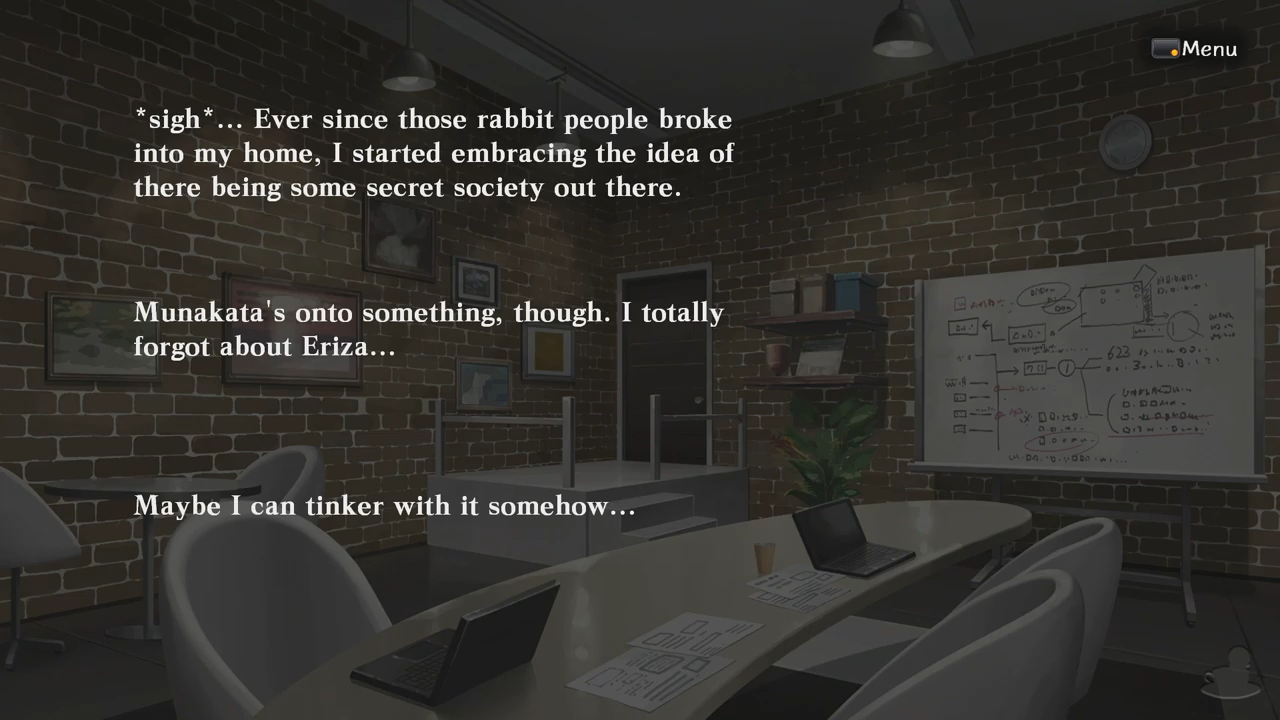 Menu
*sigh*... Ever since those rabbit people broke
into my home, I started embracing the idea of
there being some secret society out there.
Munakata's onto something, though. I totally
forgot about Eriza...
Maybe I can tinker with it somehow...
623